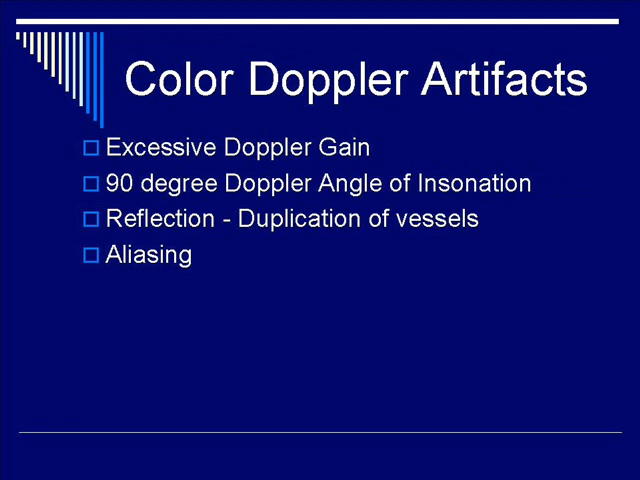 Color Doppler Artifacts
Excessive Doppler Gain
90 degree Doppler Angle of Insonation
Reflection - Duplication of vessels
Aliasing